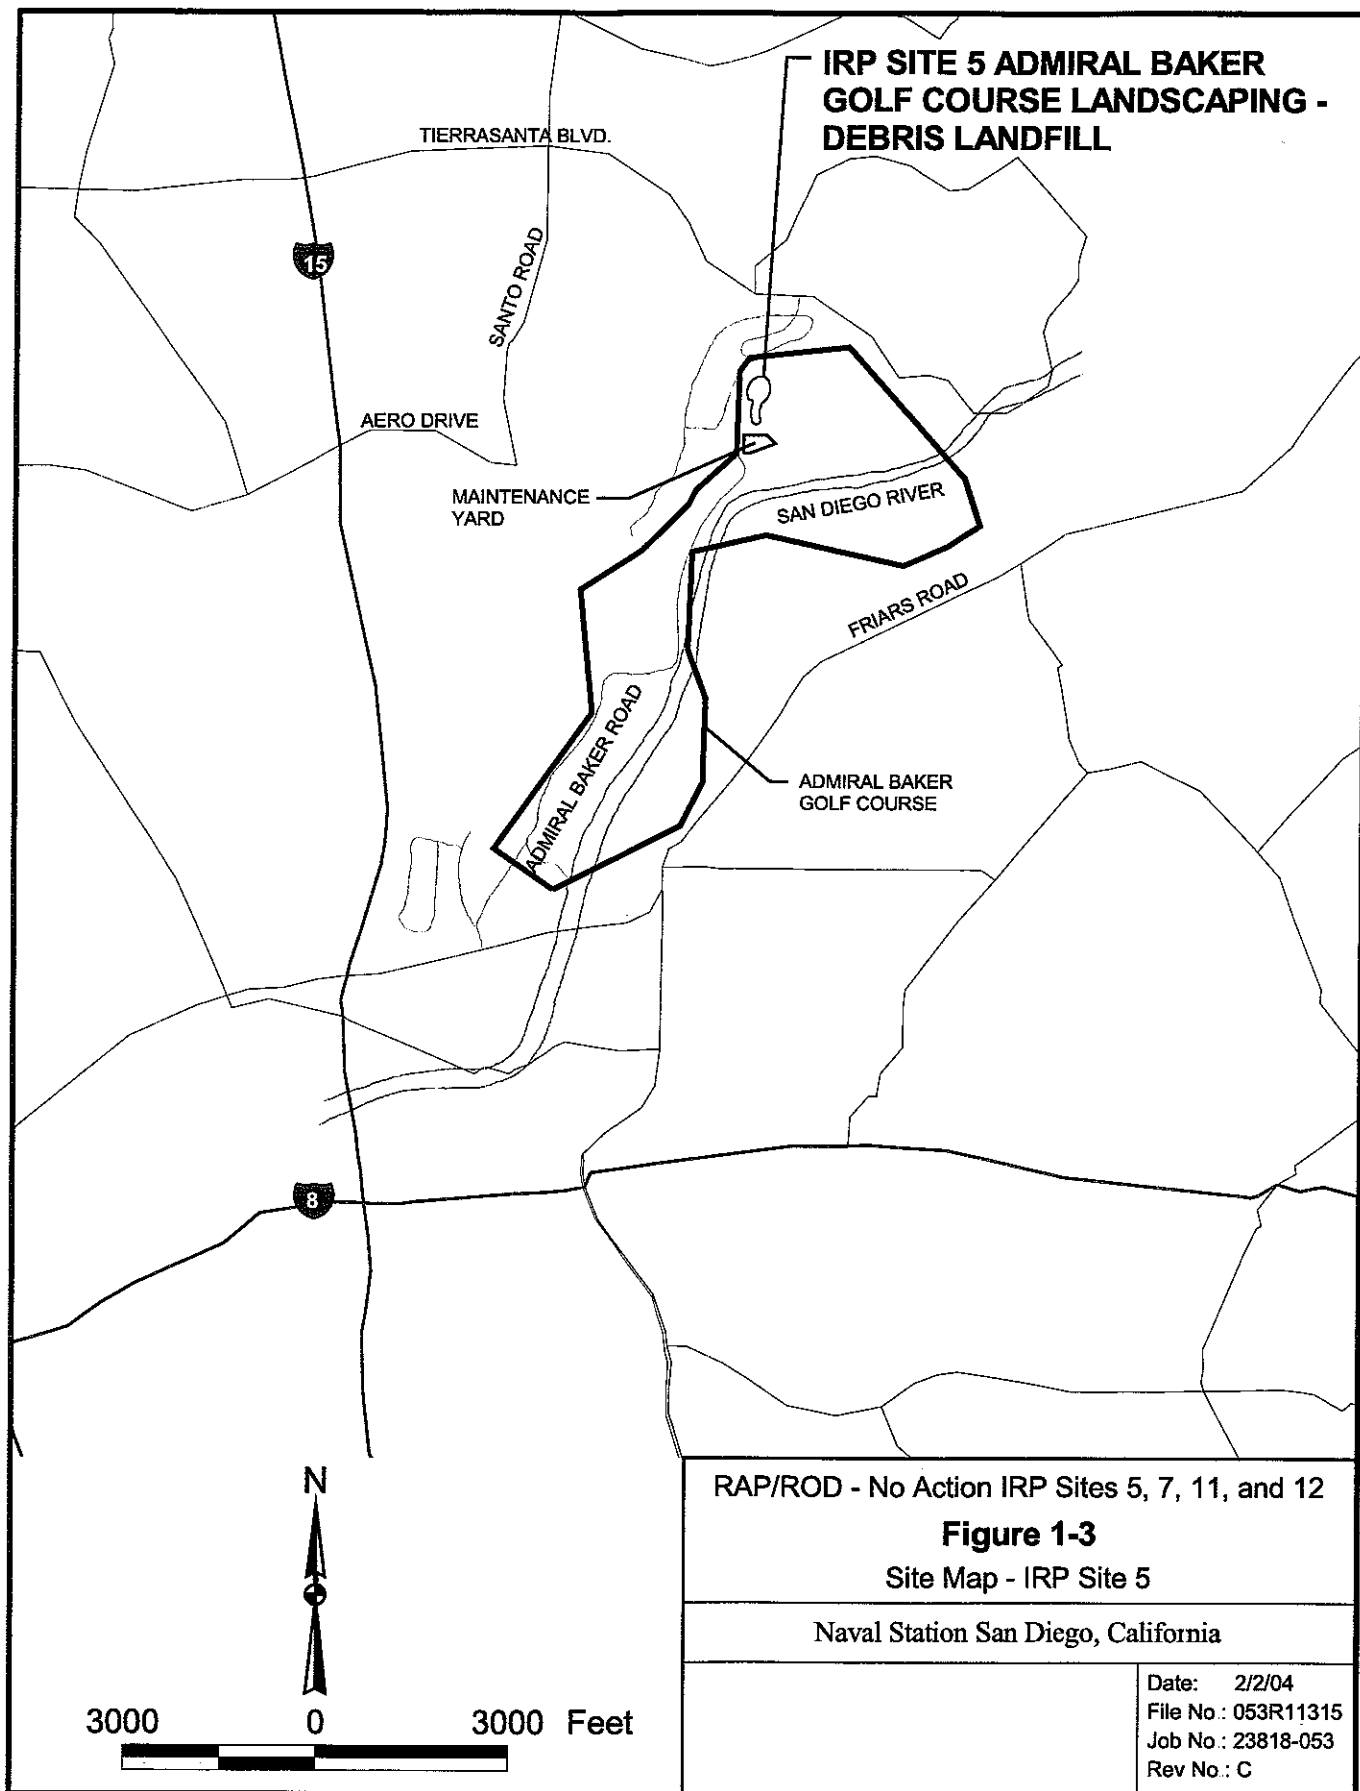 IRP SITE 5 ADMIRAL BAKER
GOLF COURSE LANDSCAPING -
DEBRIS LANDFILL
TIERRASANTA BLVD.
15
SANTO ROAD
AERO DRIVE
MAINTENANCE
YARD
SAN DIEGO RIVER
FRIARS ROAD
ADMIRAL BAKER ROAD
ADMIRAL BAKER
GOLF COURSE
8
N
3000 0 3000 Feet
RAP/ROD - No Action IRP Sites 5, 7, 11, and 12
Figure 1-3
Site Map - IRP Site 5
Naval Station San Diego, California
Date: 2/2/04
File No.: 053R11315
Job No.: 23818-053
Rev No.: C